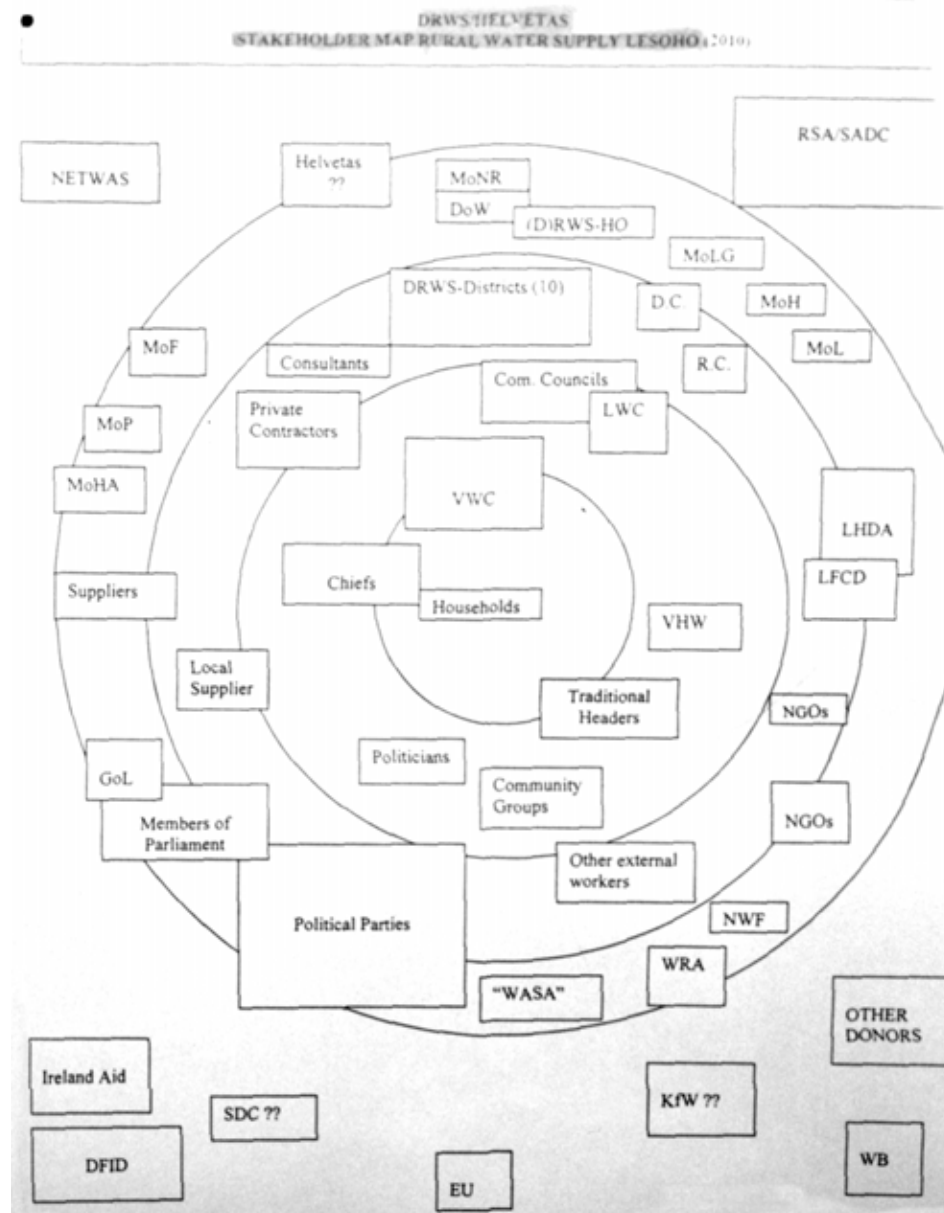 DRWS/HELVETAS
STAKEHOLDER MAP RURAL WATER SUPPLY LESOHO (2010)
RSA/SADC
NETWAS
Helvetas
??
MoNR
DoW
(D)RWS-HO
MoLG
DRWS-Districts (10)
D.C.
MoH
MoF
Consultants
MoL
R.C.
Com. Councils
Private
Contractors
LWC
MoP
MoHA
VWC
LHDA
Suppliers
Chiefs
LFCD
Households
VHW
Local
Supplier
Traditional
Headers
NGOs
GoL
Politicians
Community
Groups
Members of
Parliament
NGOs
Other external
workers
Political Parties
NWF
WRA
"WASA"
OTHER
DONORS
Ireland Aid
SDC ??
KfW ??
DFID
EU
WB